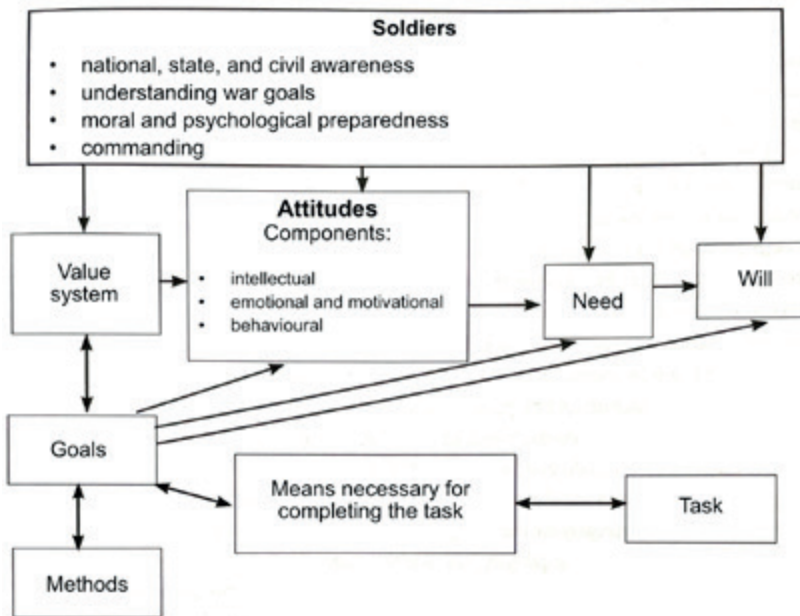 Soldiers
• national, state, and civil awareness
• understanding war goals
• moral and psychological preparedness
• commanding
Attitudes
Components:
• intellectual
• emotional and motivational
• behavioural
Value
system
Need
Will
Goals
Means necessary for
completing the task
Task
Methods